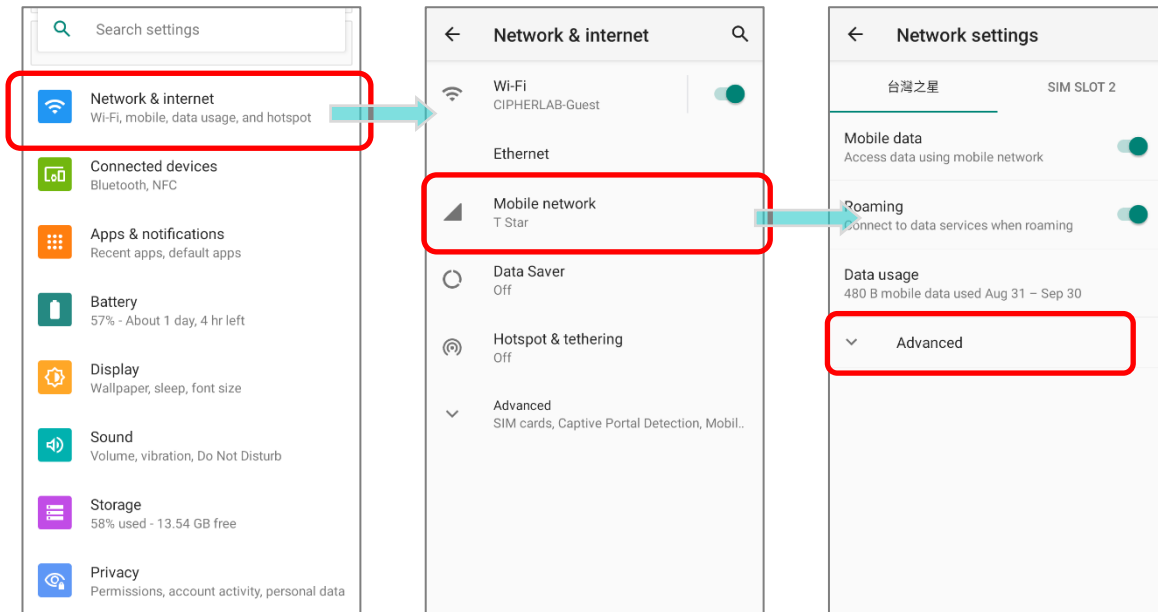 Search settings
Network & internet
Wi-Fi, mobile, data usage, and hotspot
Connected devices
Bluetooth, NFC
Apps & notifications
Recent apps, default apps
Battery
57% - About 1 day, 4 hr left
Display
Wallpaper, sleep, font size
Sound
Volume, vibration, Do Not Disturb
Storage
58% used - 13.54 GB free
Privacy
Permissions, account activity, personal data
Network & internet
Wi-Fi
CIPHERLAB-Guest
Ethernet
Mobile network
T Star
Data Saver
Off
Hotspot & tethering
Off
Advanced
SIM cards, Captive Portal Detection, Mobil..
Network settings
台灣之星
SIM SLOT 2
Mobile data
Access data using mobile network
Roaming
Connect to data services when roaming
Data usage
480 B mobile data used Aug 31 – Sep 30
Advanced